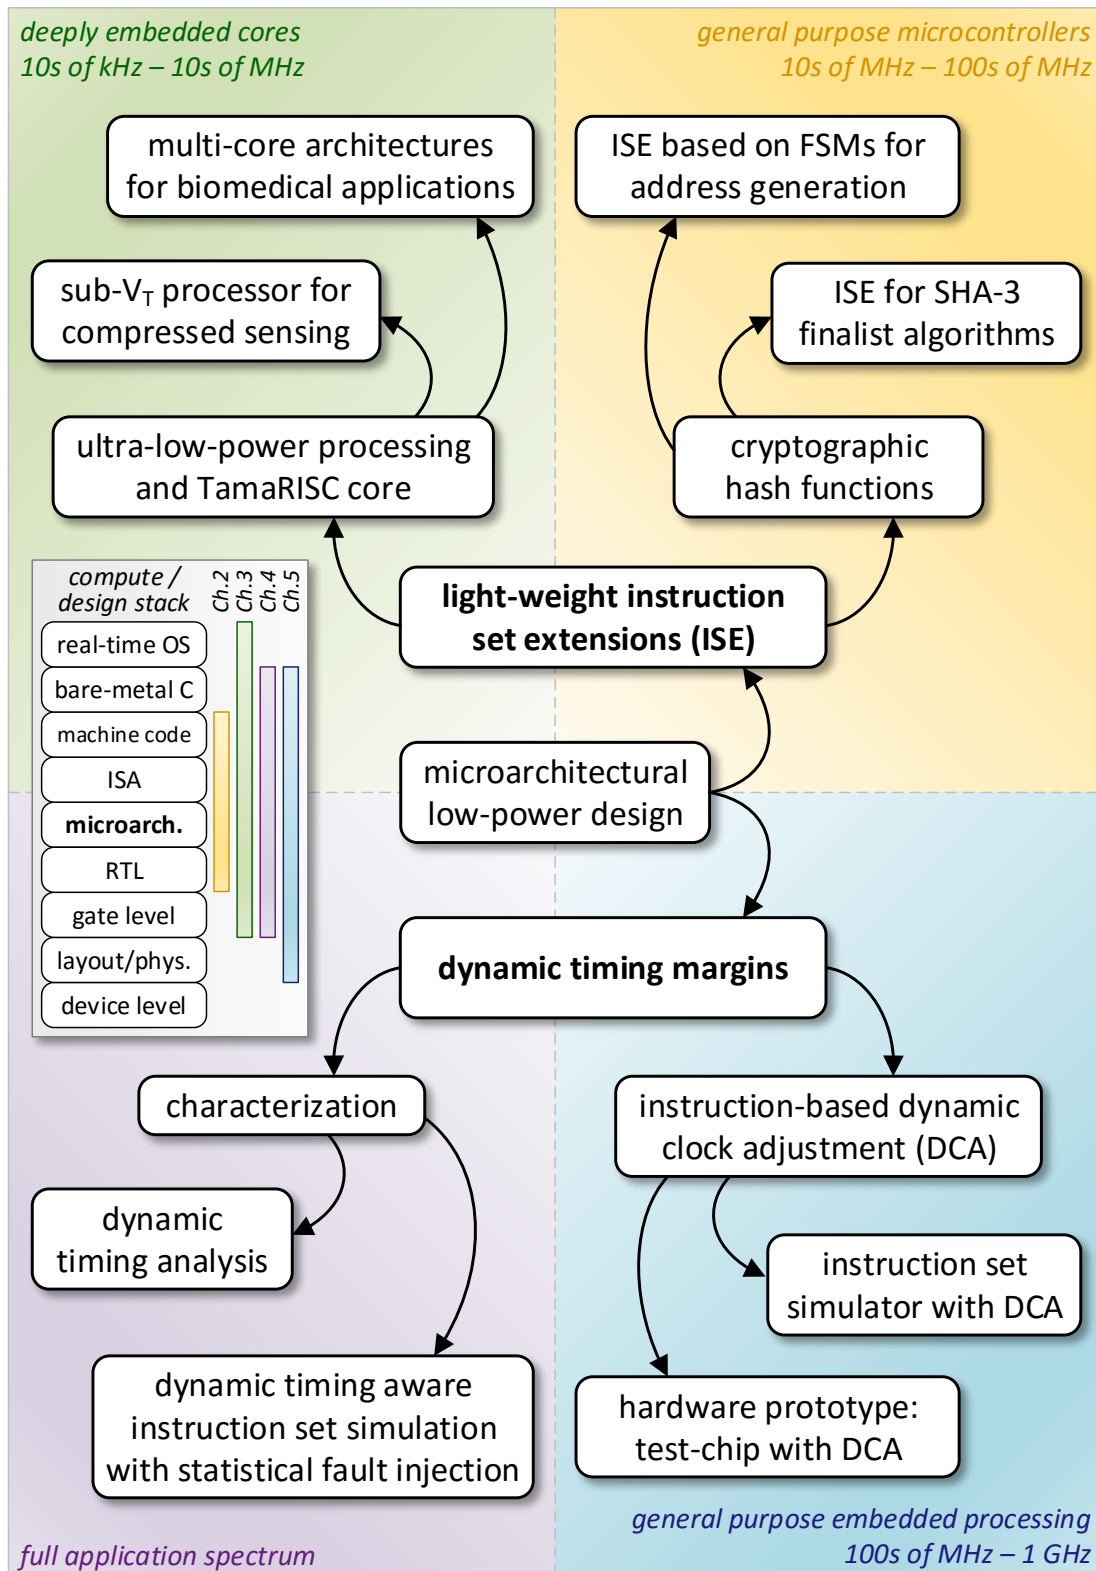 deeply embedded cores
10s of kHz – 10s of MHz
general purpose microcontrollers
10s of MHz – 100s of MHz
multi-core architectures
for biomedical applications
ISE based on FSMs for
address generation
sub-V_T processor for
compressed sensing
ISE for SHA-3
finalist algorithms
ultra-low-power processing
and TamaRISC core
cryptographic
hash functions
light-weight instruction
set extensions (ISE)
compute /
design stack
Ch.2
Ch.3
Ch.4
Ch.5
real-time OS
bare-metal C
machine code
ISA
microarch.
RTL
gate level
layout/phys.
device level
microarchitectural
low-power design
dynamic timing margins
characterization
instruction-based dynamic
clock adjustment (DCA)
dynamic
timing analysis
instruction set
simulator with DCA
dynamic timing aware
instruction set simulation
with statistical fault injection
hardware prototype:
test-chip with DCA
full application spectrum
general purpose embedded processing
100s of MHz – 1 GHz